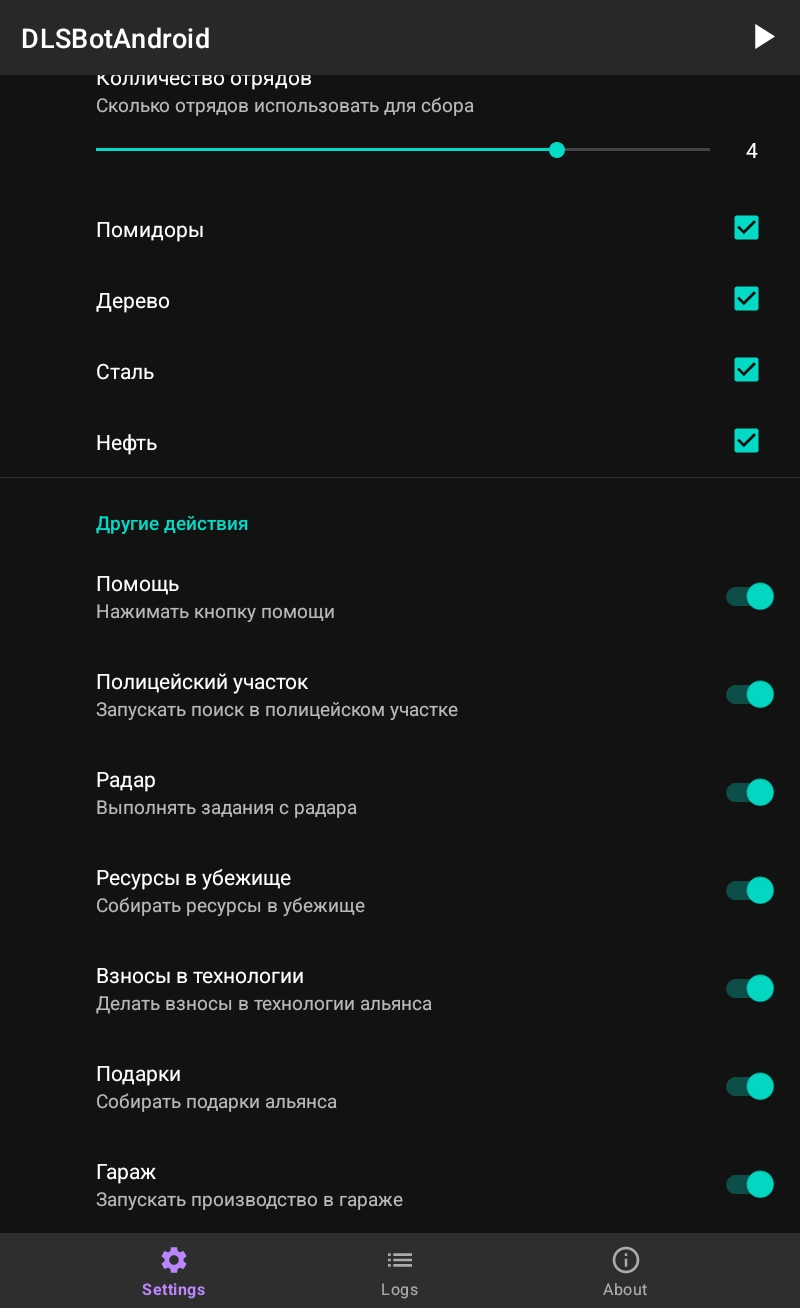 DLSBotAndroid
Колличество отрядов
Сколько отрядов использовать для сбора
4
Помидоры
Дерево
Сталь
Нефть
Другие действия
Помощь
Нажимать кнопку помощи
Полицейский участок
Запускать поиск в полицейском участке
Радар
Выполнять задания с радара
Ресурсы в убежище
Собирать ресурсы в убежище
Взносы в технологии
Делать взносы в технологии альянса
Подарки
Собирать подарки альянса
Гараж
Запускать производство в гараже
Settings
Logs
About